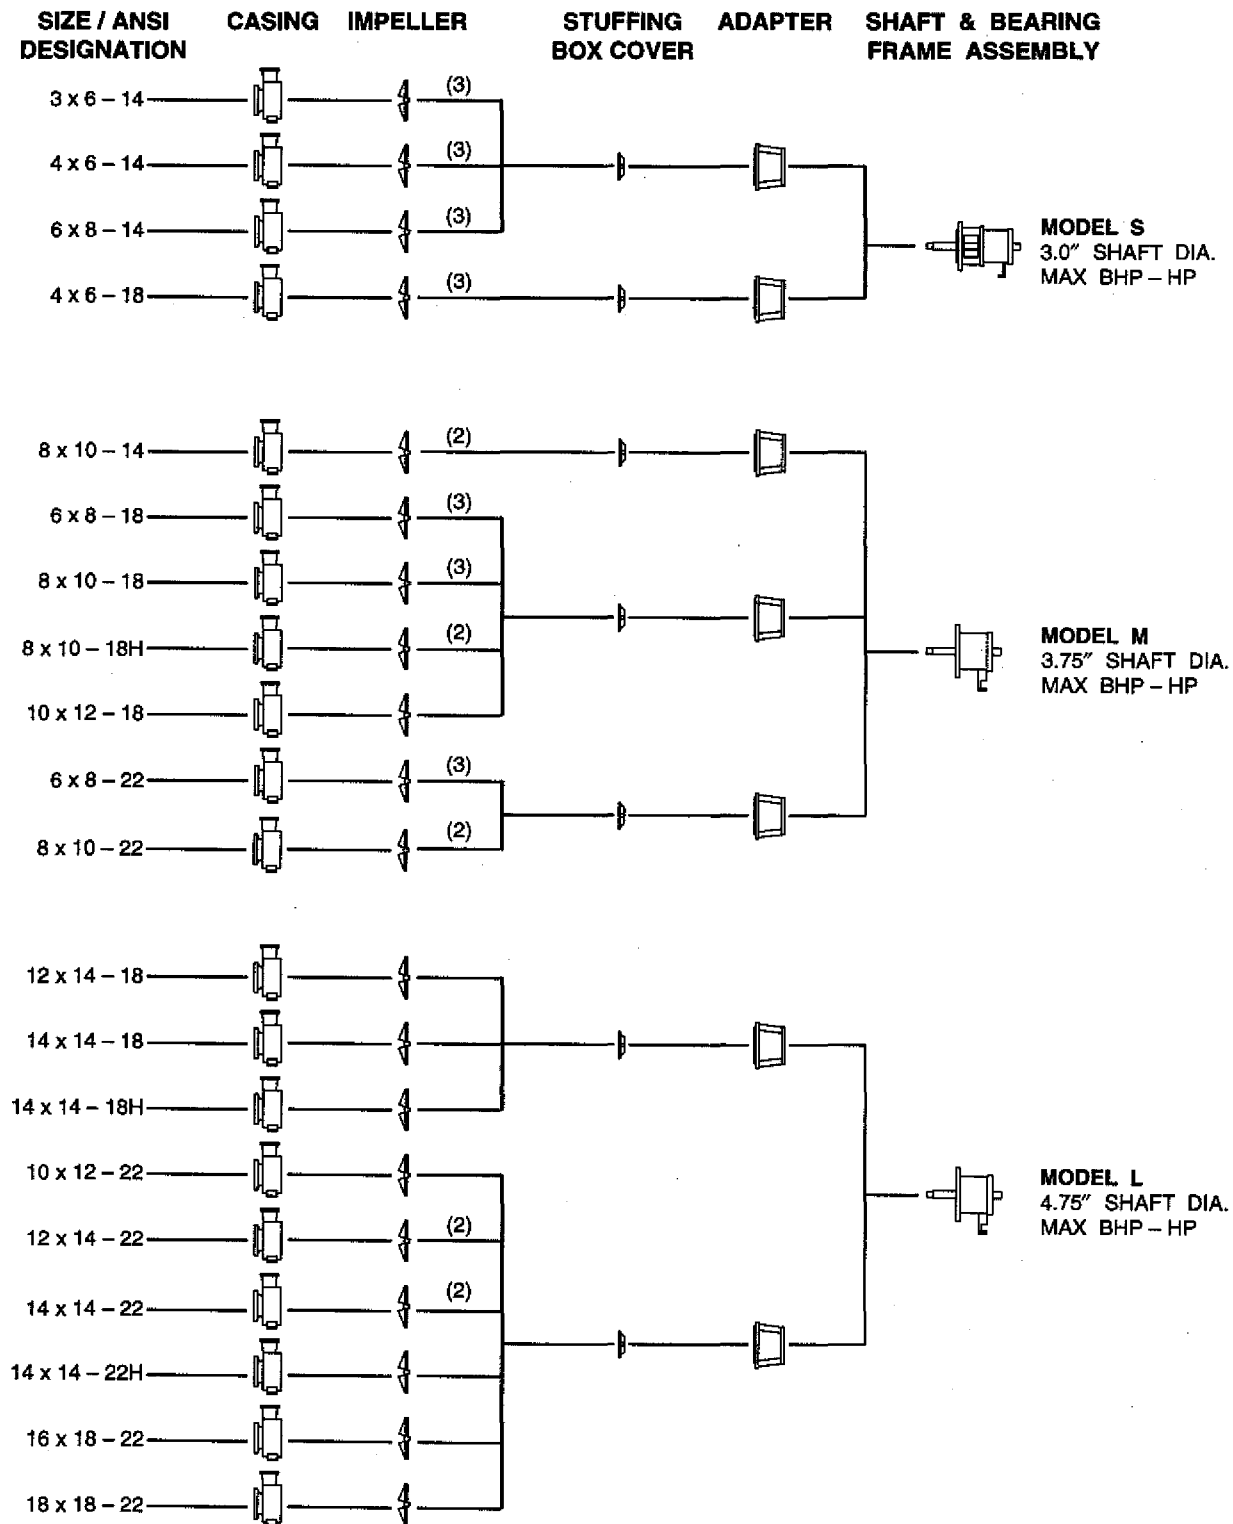 SIZE / ANSI DESIGNATION
CASING
IMPELLER
STUFFING BOX COVER
ADAPTER
SHAFT & BEARING FRAME ASSEMBLY
3 x 6 – 14 (3)
4 x 6 – 14 (3)
6 x 8 – 14 (3)
4 x 6 – 18 (3)
MODEL S
3.0″ SHAFT DIA.
MAX BHP – HP
8 x 10 – 14 (2)
6 x 8 – 18 (3)
8 x 10 – 18 (3)
8 x 10 – 18H (2)
10 x 12 – 18
6 x 8 – 22 (3)
8 x 10 – 22 (2)
MODEL M
3.75″ SHAFT DIA.
MAX BHP – HP
12 x 14 – 18
14 x 14 – 18
14 x 14 – 18H
10 x 12 – 22
12 x 14 – 22 (2)
14 x 14 – 22 (2)
14 x 14 – 22H
16 x 18 – 22
18 x 18 – 22
MODEL L
4.75″ SHAFT DIA.
MAX BHP – HP